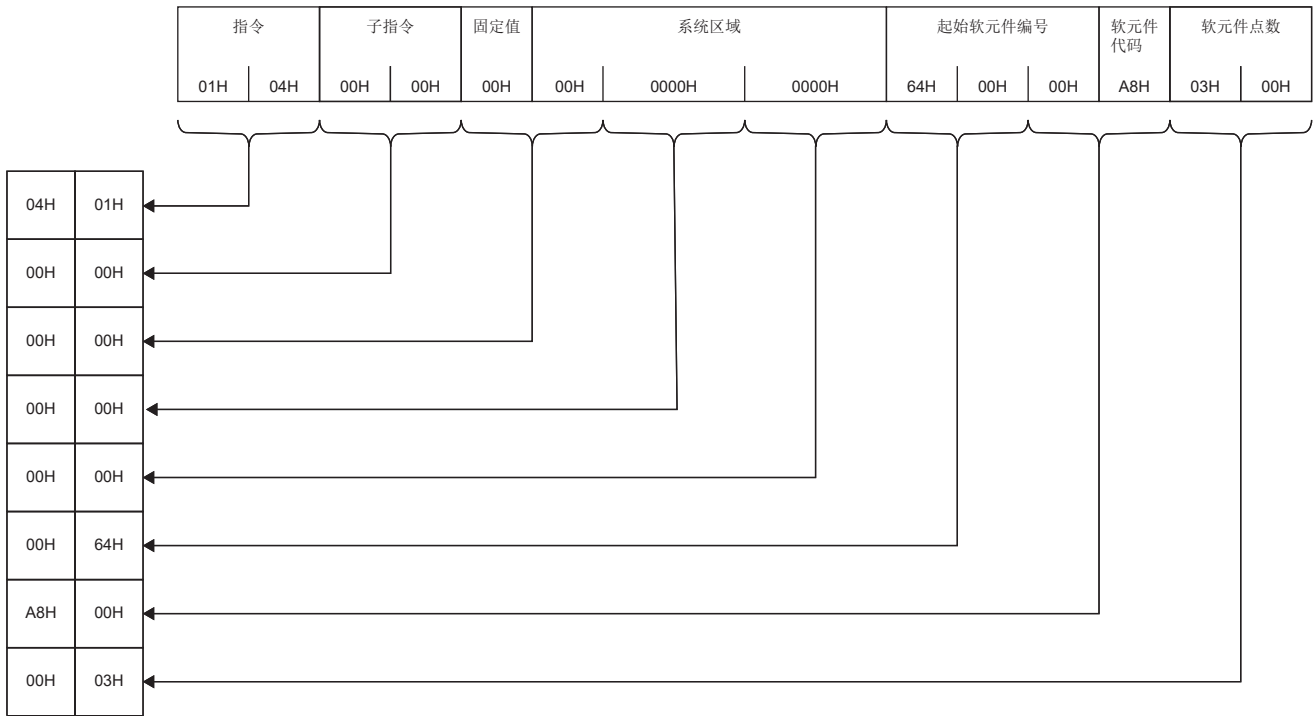 指令 子指令 固定值 系统区域 起始软元件编号 软元件 软元件点数
代码
01H 04H 00H 00H 00H 00H 0000H 0000H 64H 00H 00H A8H 03H 00H
04H 01H
00H 00H
00H 00H
00H 00H
00H 00H
00H 64H
A8H 00H
00H 03H